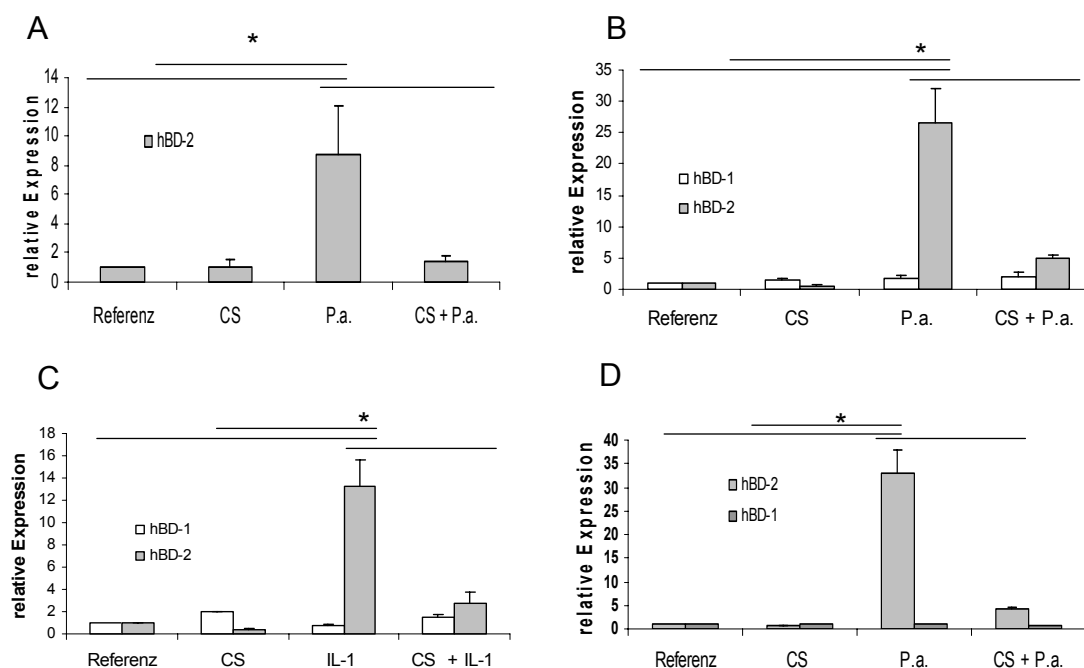 A
*
relative Expression
14
12
10
8
6
4
2
0
hBD-2
Referenz CS P.a. CS + P.a.
B
*
relative Expression
35
30
25
20
15
10
5
0
hBD-1
hBD-2
Referenz CS P.a. CS + P.a.
C
*
relative Expression
18
16
14
12
10
8
6
4
2
0
hBD-1
hBD-2
Referenz CS IL-1 CS + IL-1
D
*
relative Expression
40
35
30
25
20
15
10
5
0
hBD-2
hBD-1
Referenz CS P.a. CS + P.a.